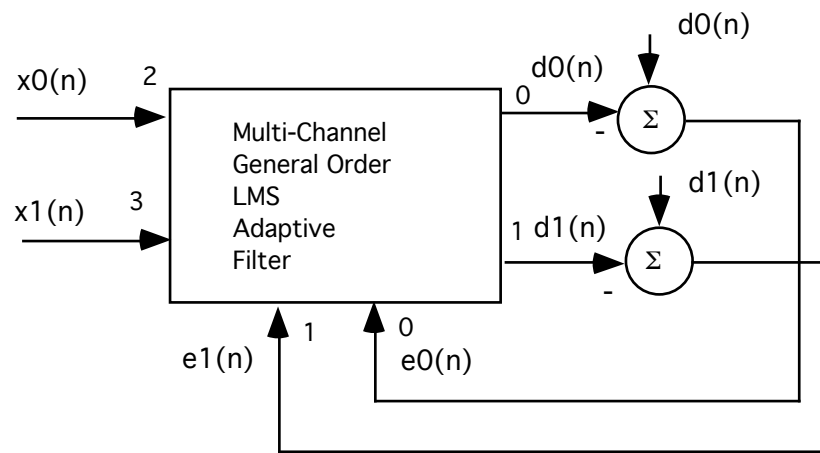 d0(n)
x0(n)
2
d0(n)
0
Σ
-
Multi-Channel
General Order
LMS
Adaptive
Filter
x1(n)
3
d1(n)
1
d1(n)
Σ
-
e1(n)
1
0
e0(n)